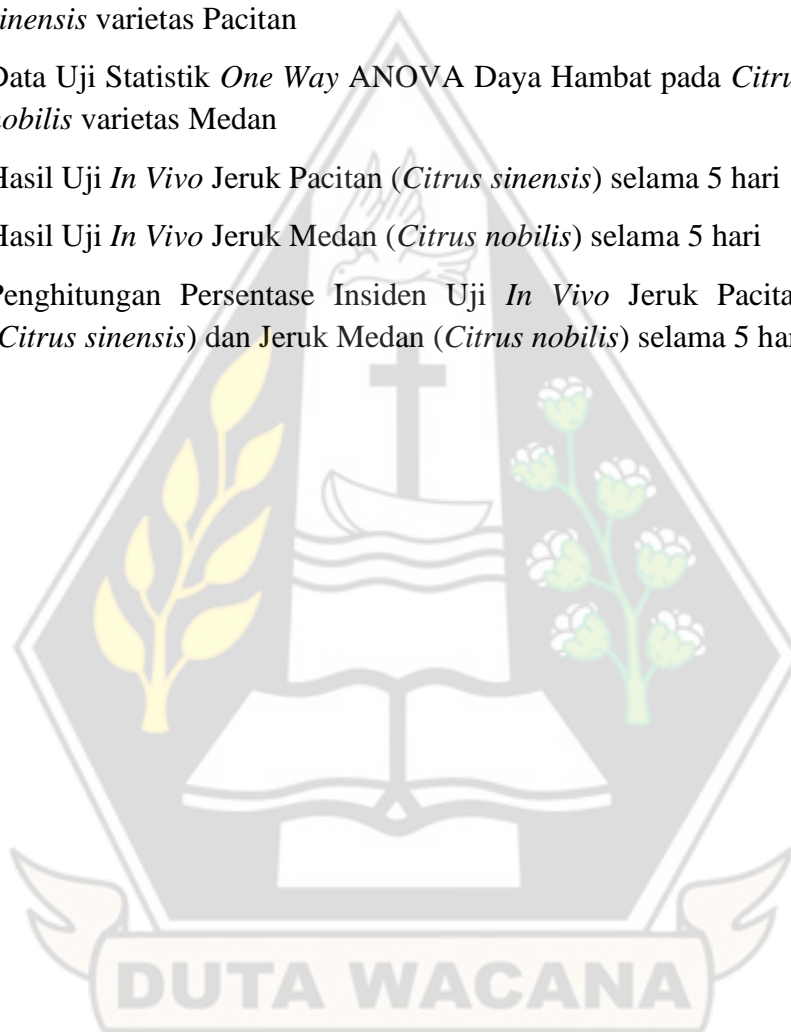 inensis varietas Pacitan
Data Uji Statistik One Way ANOVA Daya Hambat pada Citru
nobilis varietas Medan
Hasil Uji In Vivo Jeruk Pacitan (Citrus sinensis) selama 5 hari
Hasil Uji In Vivo Jeruk Medan (Citrus nobilis) selama 5 hari
Penghitungan Persentase Insiden Uji In Vivo Jeruk Pacita
Citrus sinensis) dan Jeruk Medan (Citrus nobilis) selama 5 har
DUTA WACANA